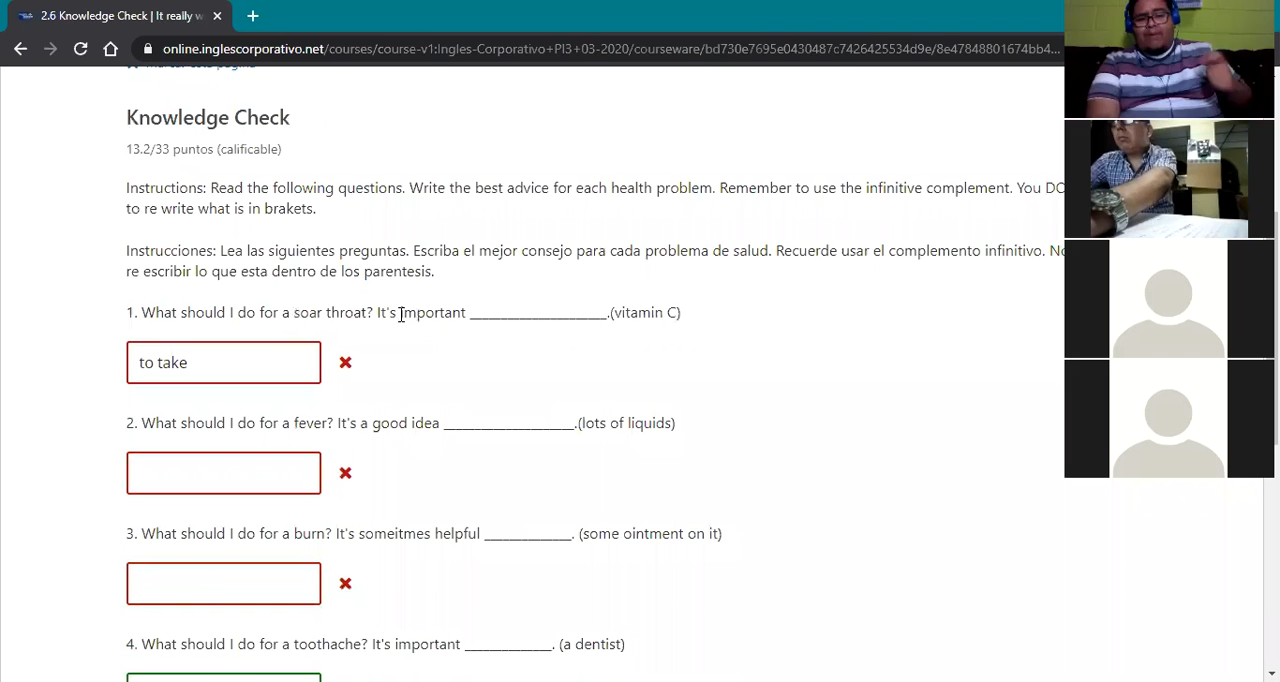 2.6 Knowledge Check | It really w
online.inglescorporativo.net/courses/course-v1:Ingles-Corporativo+PI3+03-2020/courseware/bd730e7695e0430487c7426425534d9e/8e47848801674bb4...
Knowledge Check
13.2/33 puntos (calificable)
Instructions: Read the following questions. Write the best advice for each health problem. Remember to use the infinitive complement. You DO
to re write what is in brakets.
Instrucciones: Lea las siguientes preguntas. Escriba el mejor consejo para cada problema de salud. Recuerde usar el complemento infinitivo. No
re escribir lo que esta dentro de los parentesis.
1. What should I do for a soar throat? It's important ____________________.(vitamin C)
to take
2. What should I do for a fever? It's a good idea ___________________.(lots of liquids)
3. What should I do for a burn? It's someitmes helpful _____________. (some ointment on it)
4. What should I do for a toothache? It's important _____________. (a dentist)